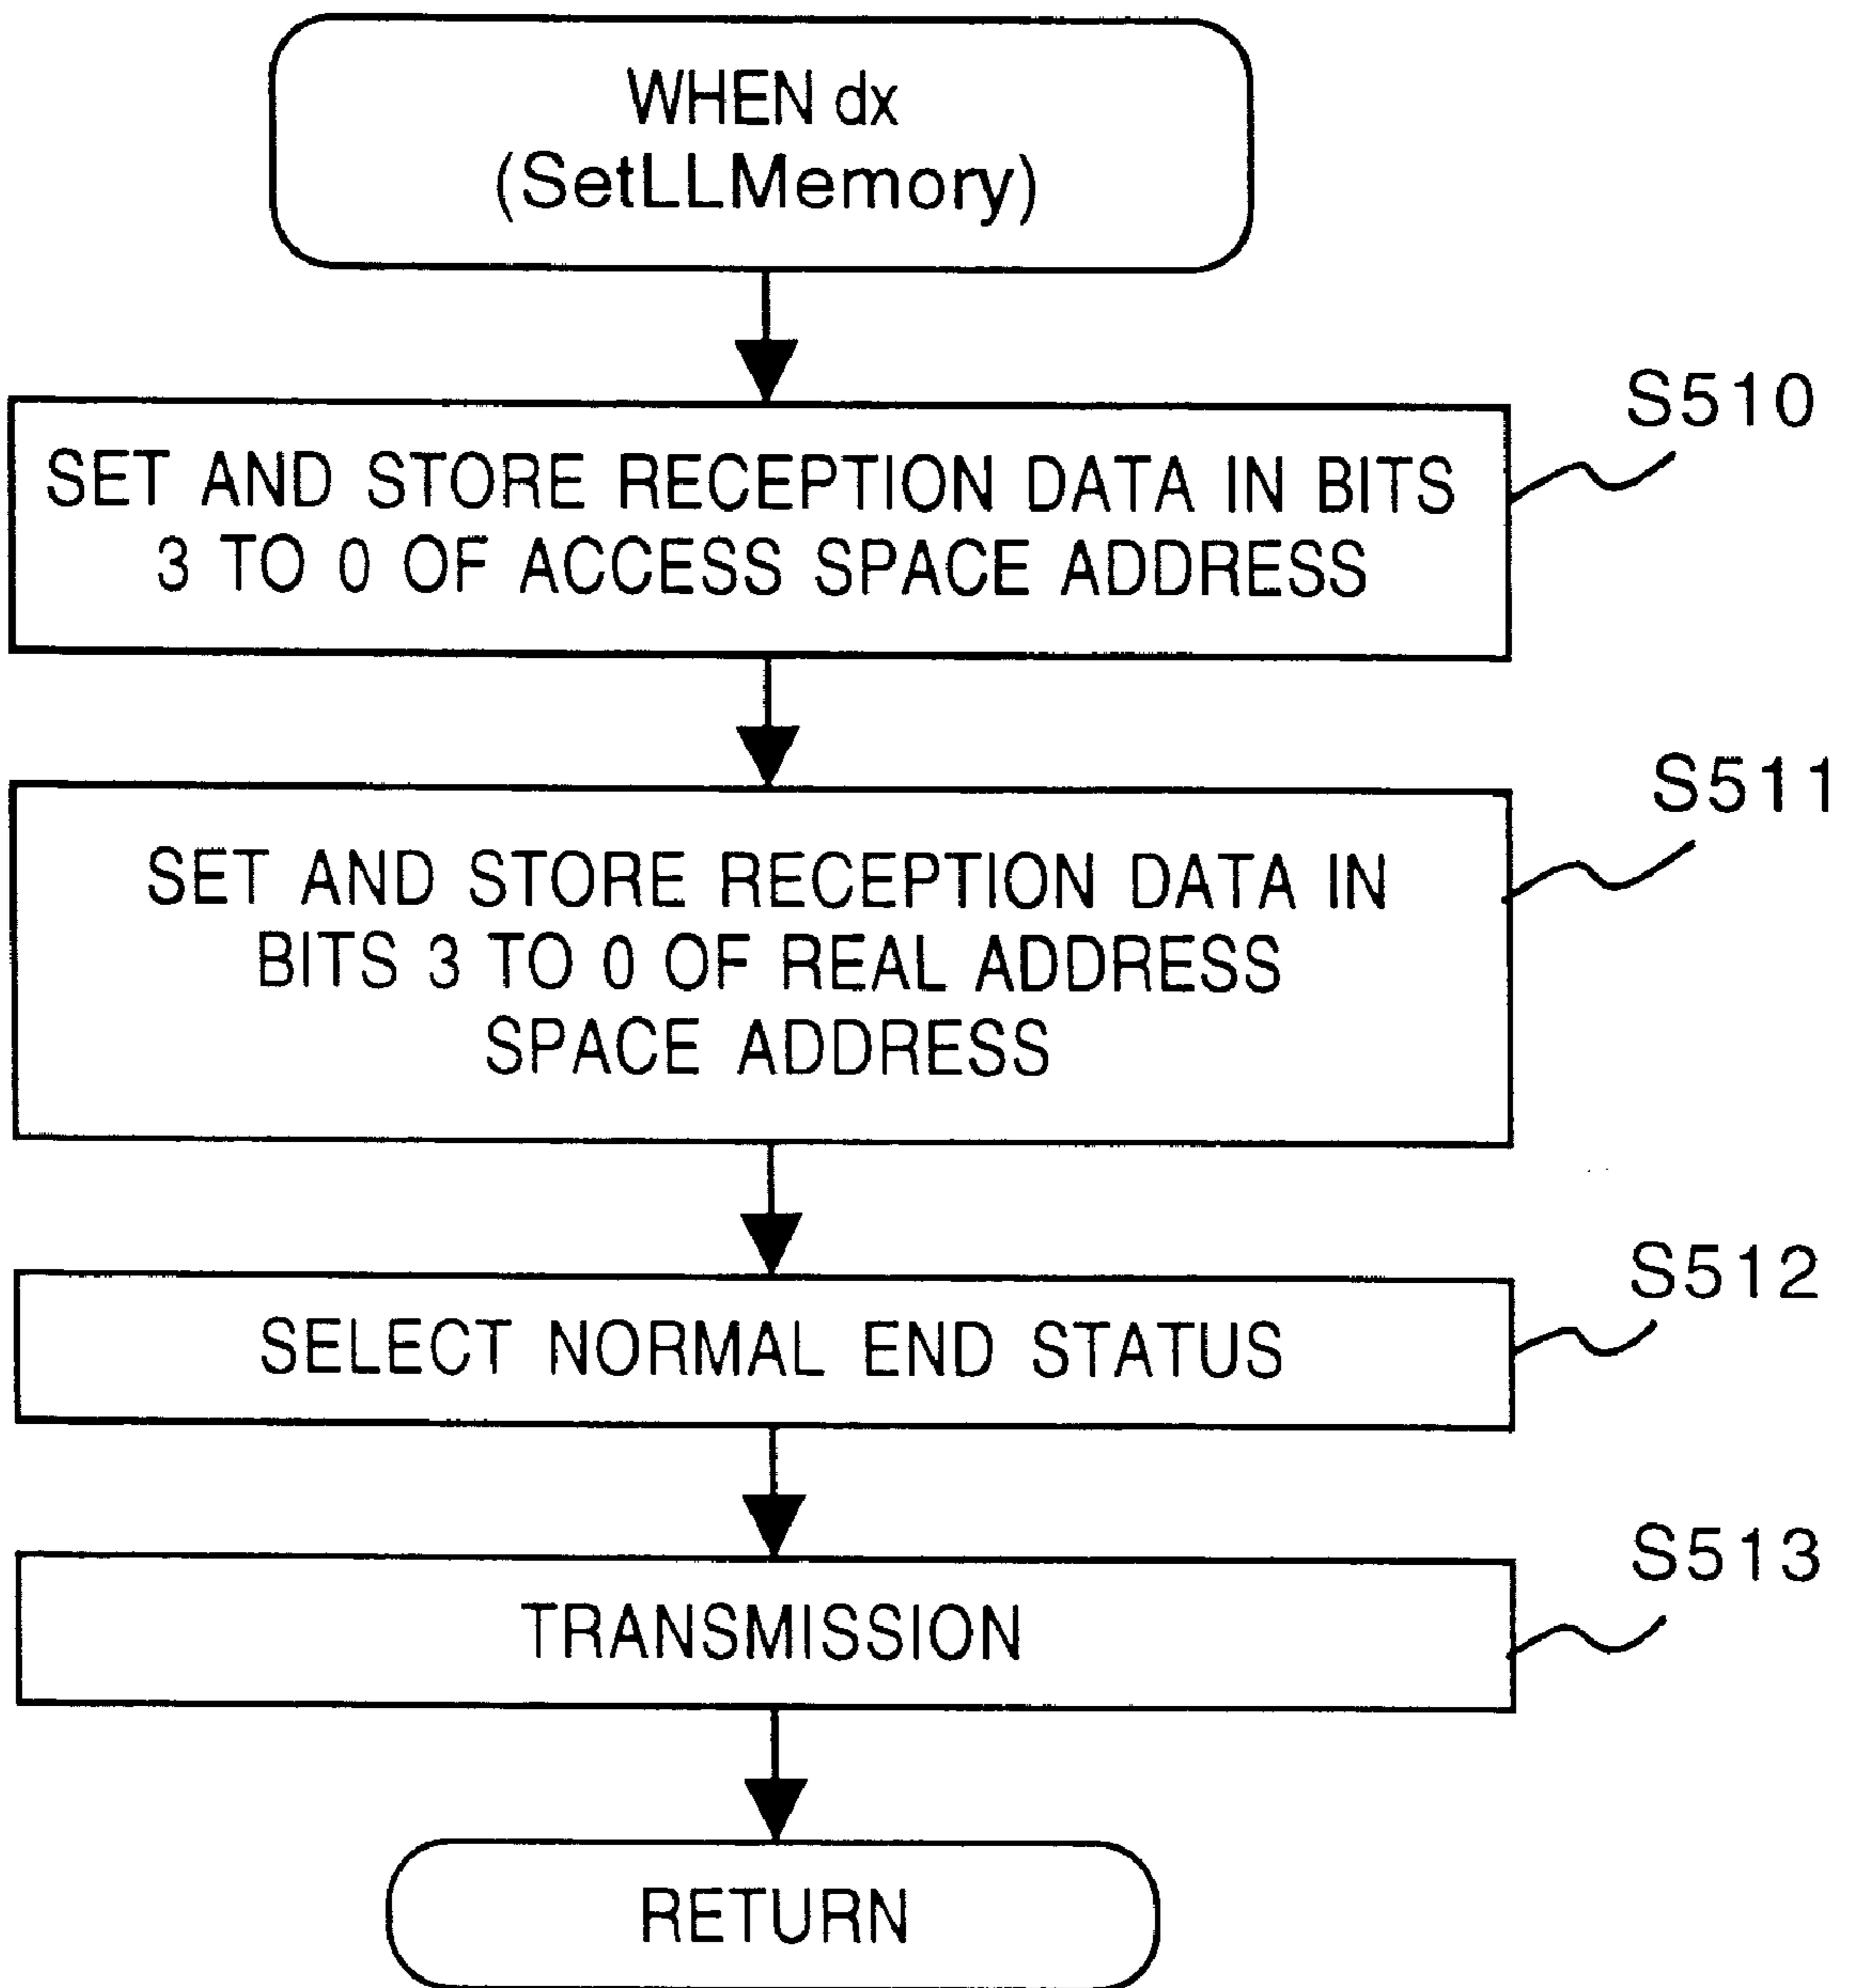 WHEN dx
(SetLLMemory)
S510
SET AND STORE RECEPTION DATA IN BITS
3 TO 0 OF ACCESS SPACE ADDRESS
S511
SET AND STORE RECEPTION DATA IN
BITS 3 TO 0 OF REAL ADDRESS
SPACE ADDRESS
S512
SELECT NORMAL END STATUS
S513
TRANSMISSION
RETURN